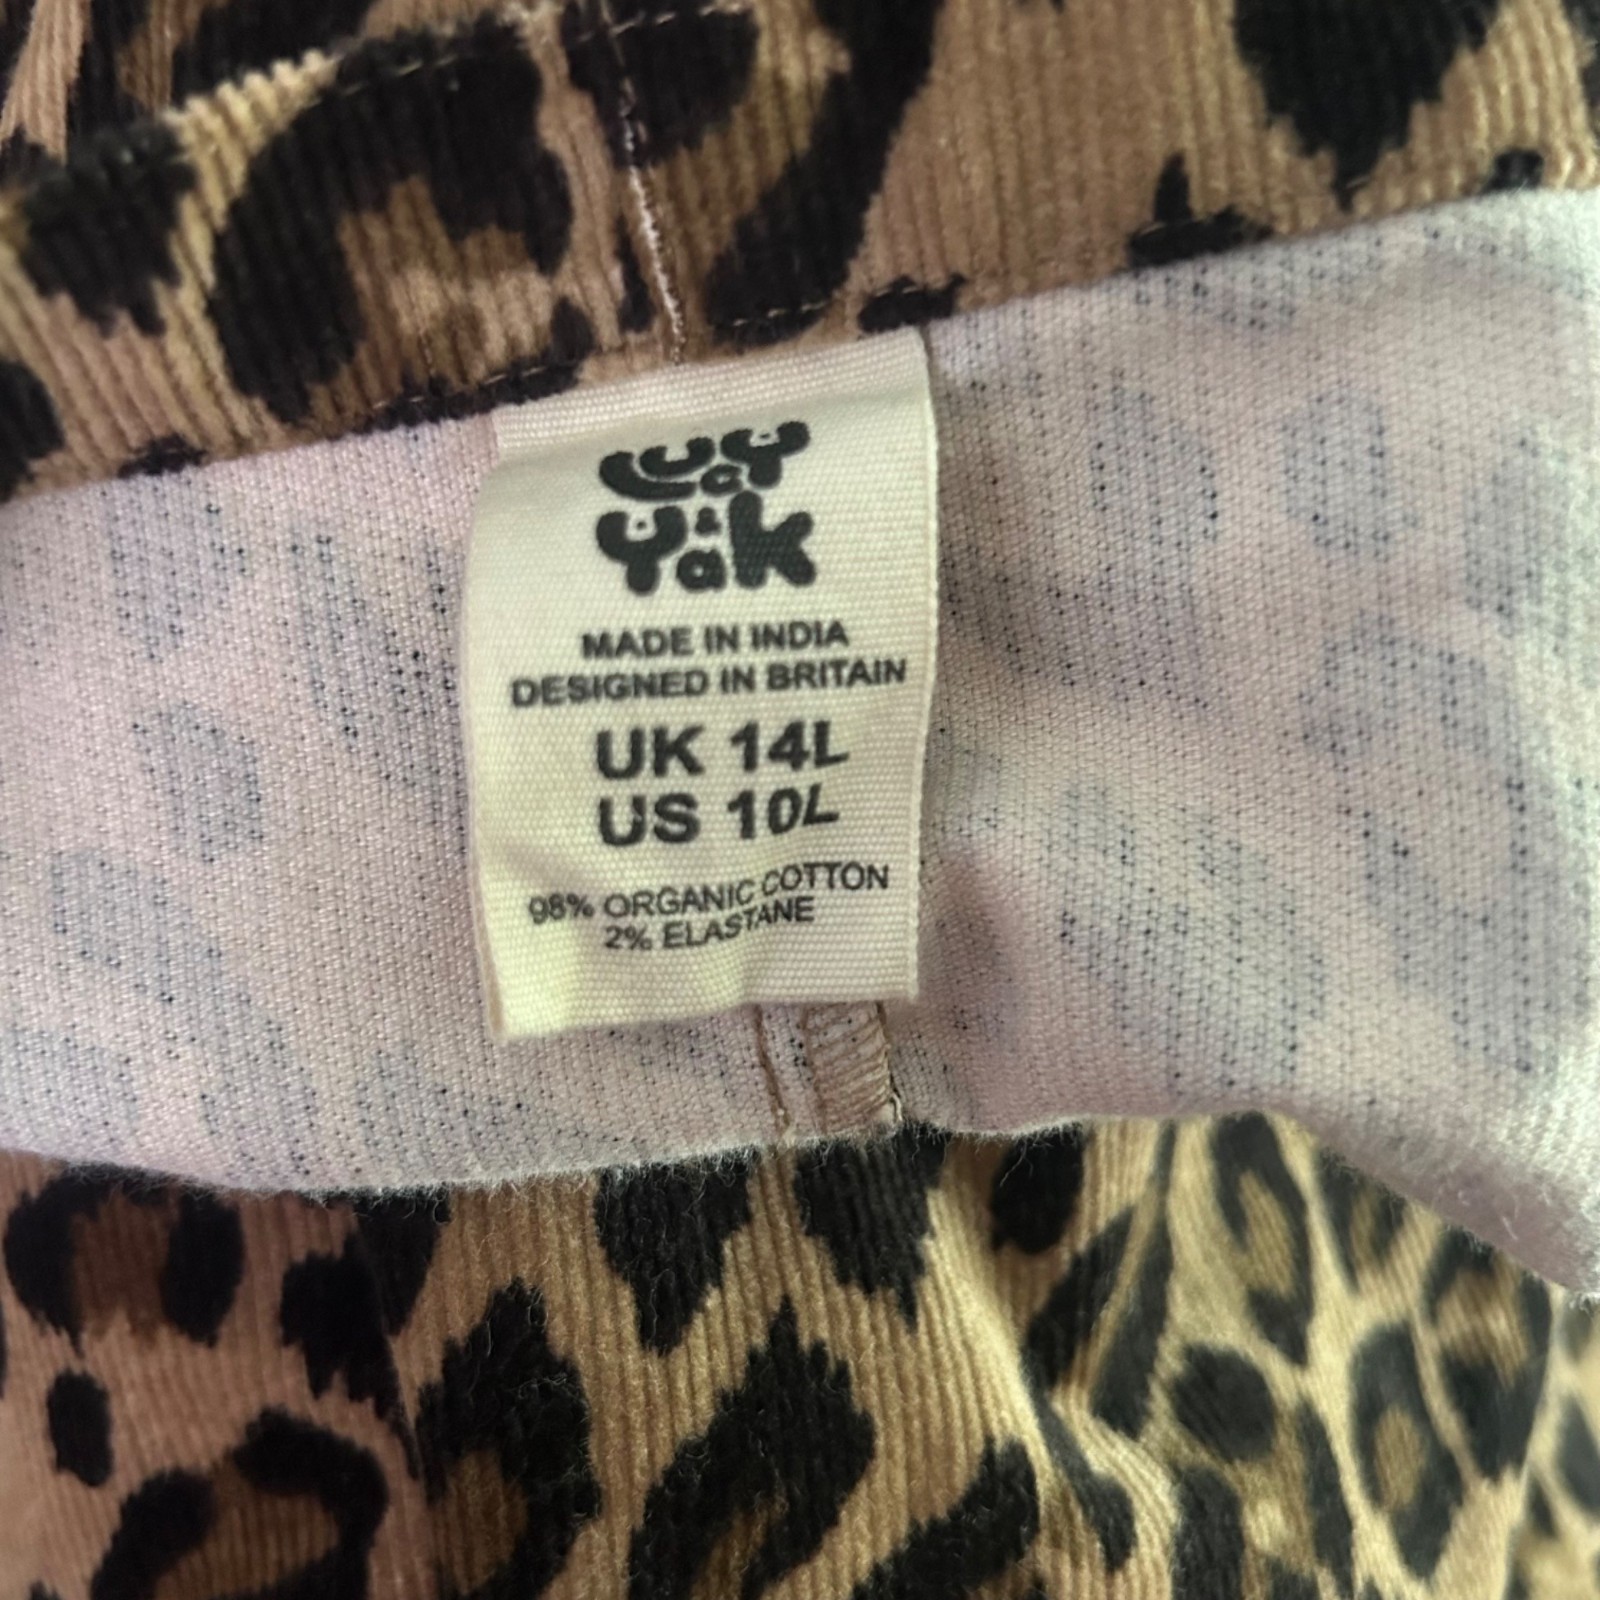 Lucy
& Yak
MADE IN INDIA
DESIGNED IN BRITAIN
UK 14L
US 10L
98% ORGANIC COTTON
2% ELASTANE